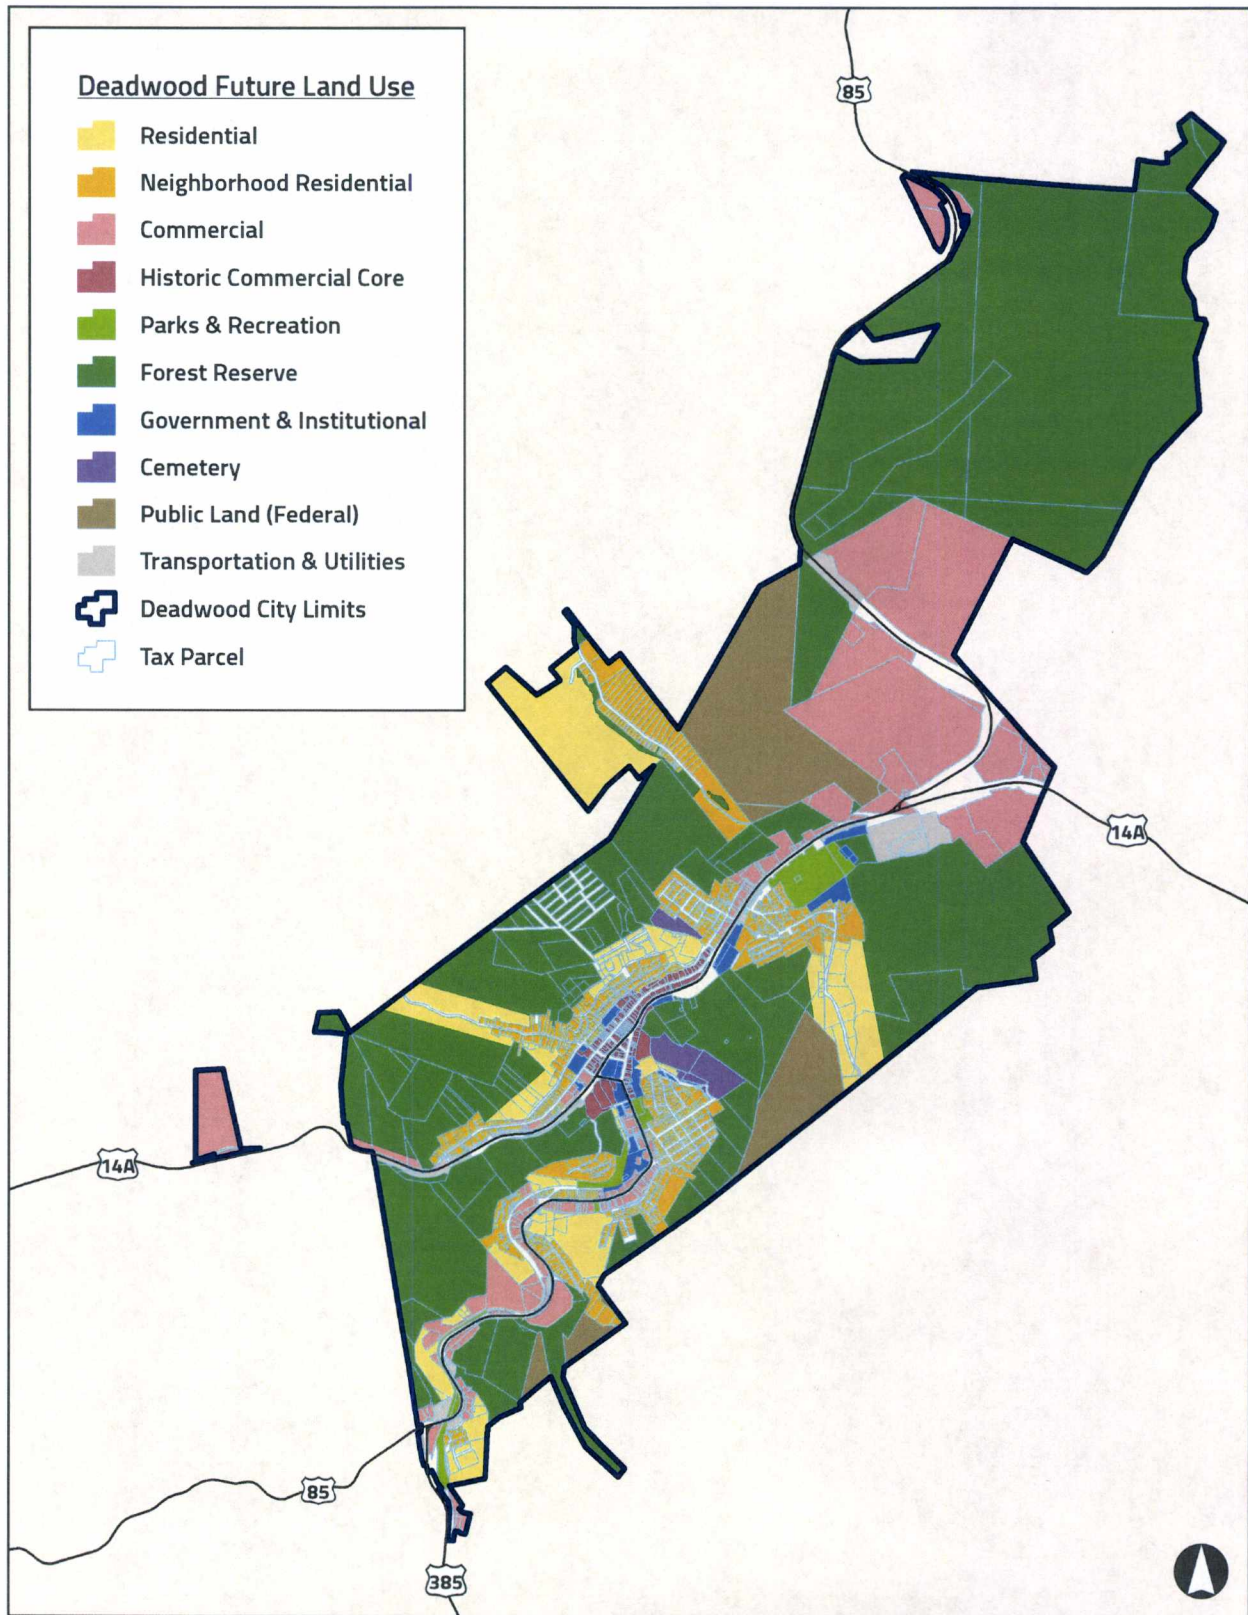 Deadwood Future Land Use
Residential
Neighborhood Residential
Commercial
Historic Commercial Core
Parks & Recreation
Forest Reserve
Government & Institutional
Cemetery
Public Land (Federal)
Transportation & Utilities
Deadwood City Limits
Tax Parcel
85
14A
14A
85
385